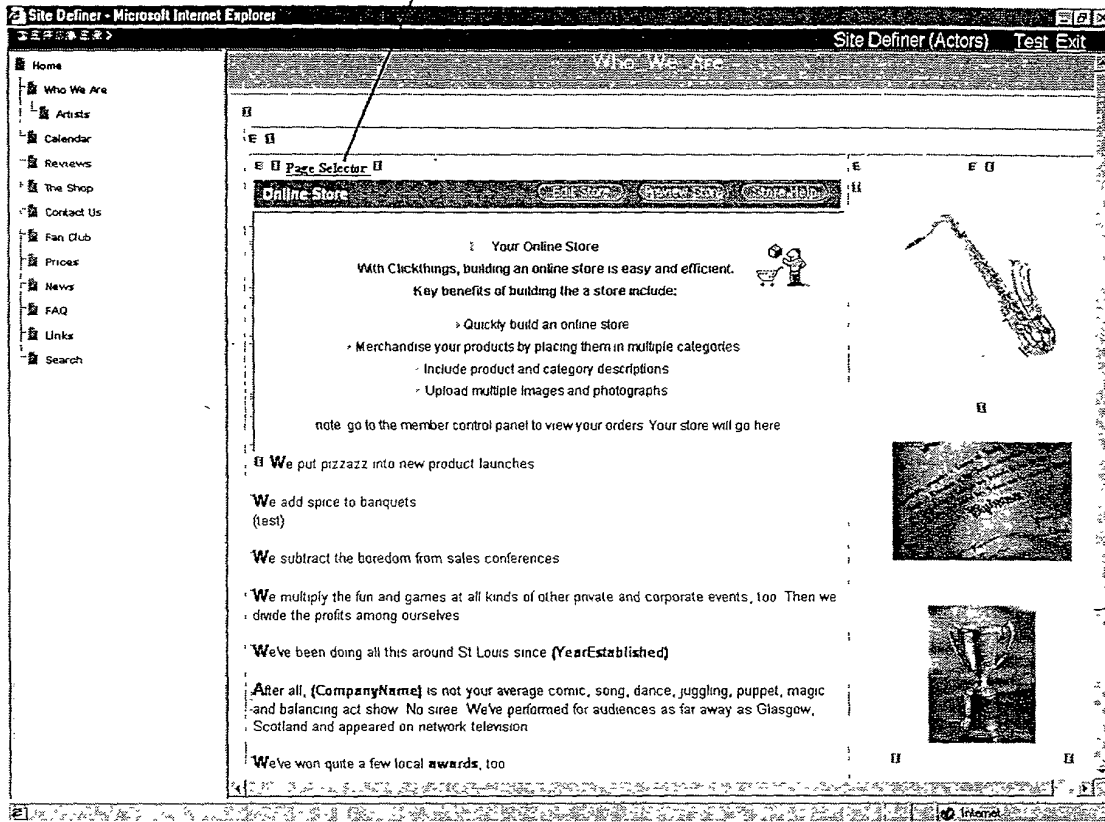 Site Definer - Microsoft Internet Explorer
Site Definer (Actors) Test Exit
Home
Who We Are
Artists
Calendar
Reviews
The Shop
Contact Us
Fan Club
Prices
News
FAQ
Links
Search
Who We Are
E
E Page Selector
E
E
Online Store Edit Store Preview Store Store Help
Your Online Store
With Clickthings, building an online store is easy and efficient.
Key benefits of building the a store include:
Quickly build an online store
Merchandise your products by placing them in multiple categories
Include product and category descriptions
Upload multiple images and photographs
note go to the member control panel to view your orders Your store will go here
We put pizzazz into new product launches
We add spice to banquets
(test)
We subtract the boredom from sales conferences
We multiply the fun and games at all kinds of other private and corporate events, too Then we
divide the profits among ourselves
We've been doing all this around St Louis since (YearEstablished)
After all, (CompanyName) is not your average comic, song, dance, juggling, puppet, magic
and balancing act show No siree We've performed for audiences as far away as Glasgow,
Scotland and appeared on network television
We've won quite a few local awards, too
Internet